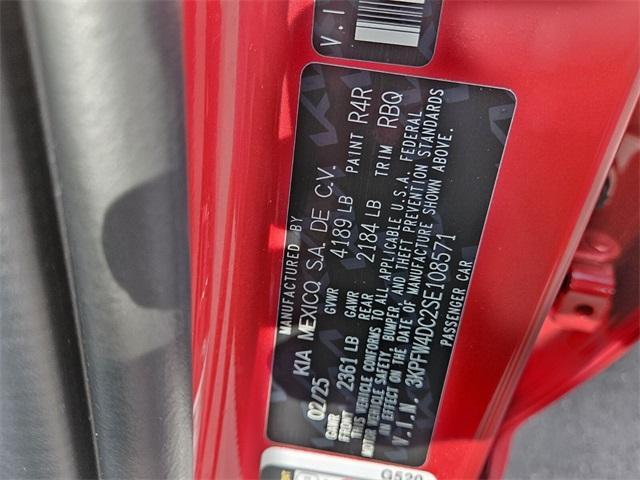 V.I
MANUFACTURED BY
KIA MEXICO, S.A. DE C.V.
02/25 GVWR 4189 LB PAINT R4R
GAWR FRONT 2361 LB GAWR REAR 2184 LB TRIM RBQ
THIS VEHICLE CONFORMS TO ALL APPLICABLE U.S.A. FEDERAL
MOTOR VEHICLE SAFETY, BUMPER, AND THEFT PREVENTION STANDARDS
IN EFFECT ON THE DATE OF MANUFACTURE SHOWN ABOVE.
V.I.N. 3KPFW4DC2SE108571
PASSENGER CAR
G520